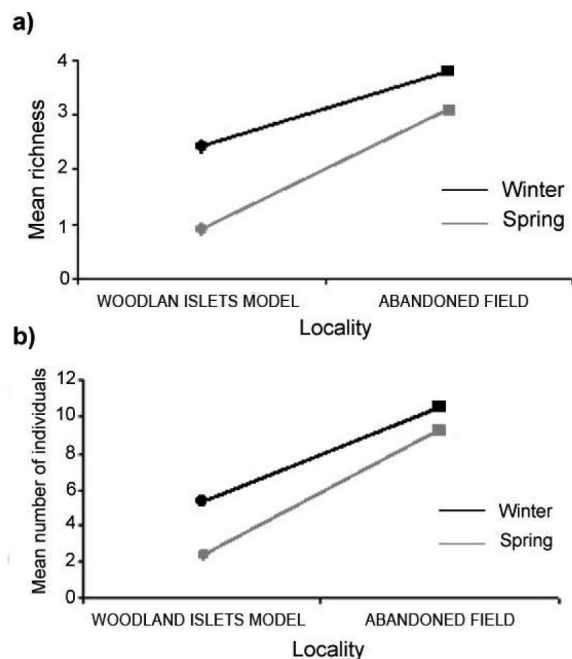 a)
Mean richness
4
3
2
1
0
Winter
Spring
WOODLAN ISLETS MODEL ABANDONED FIELD
Locality
b)
Mean number of individuals
12
10
8
6
4
2
0
Winter
Spring
WOODLAND ISLETS MODEL ABANDONED FIELD
Locality